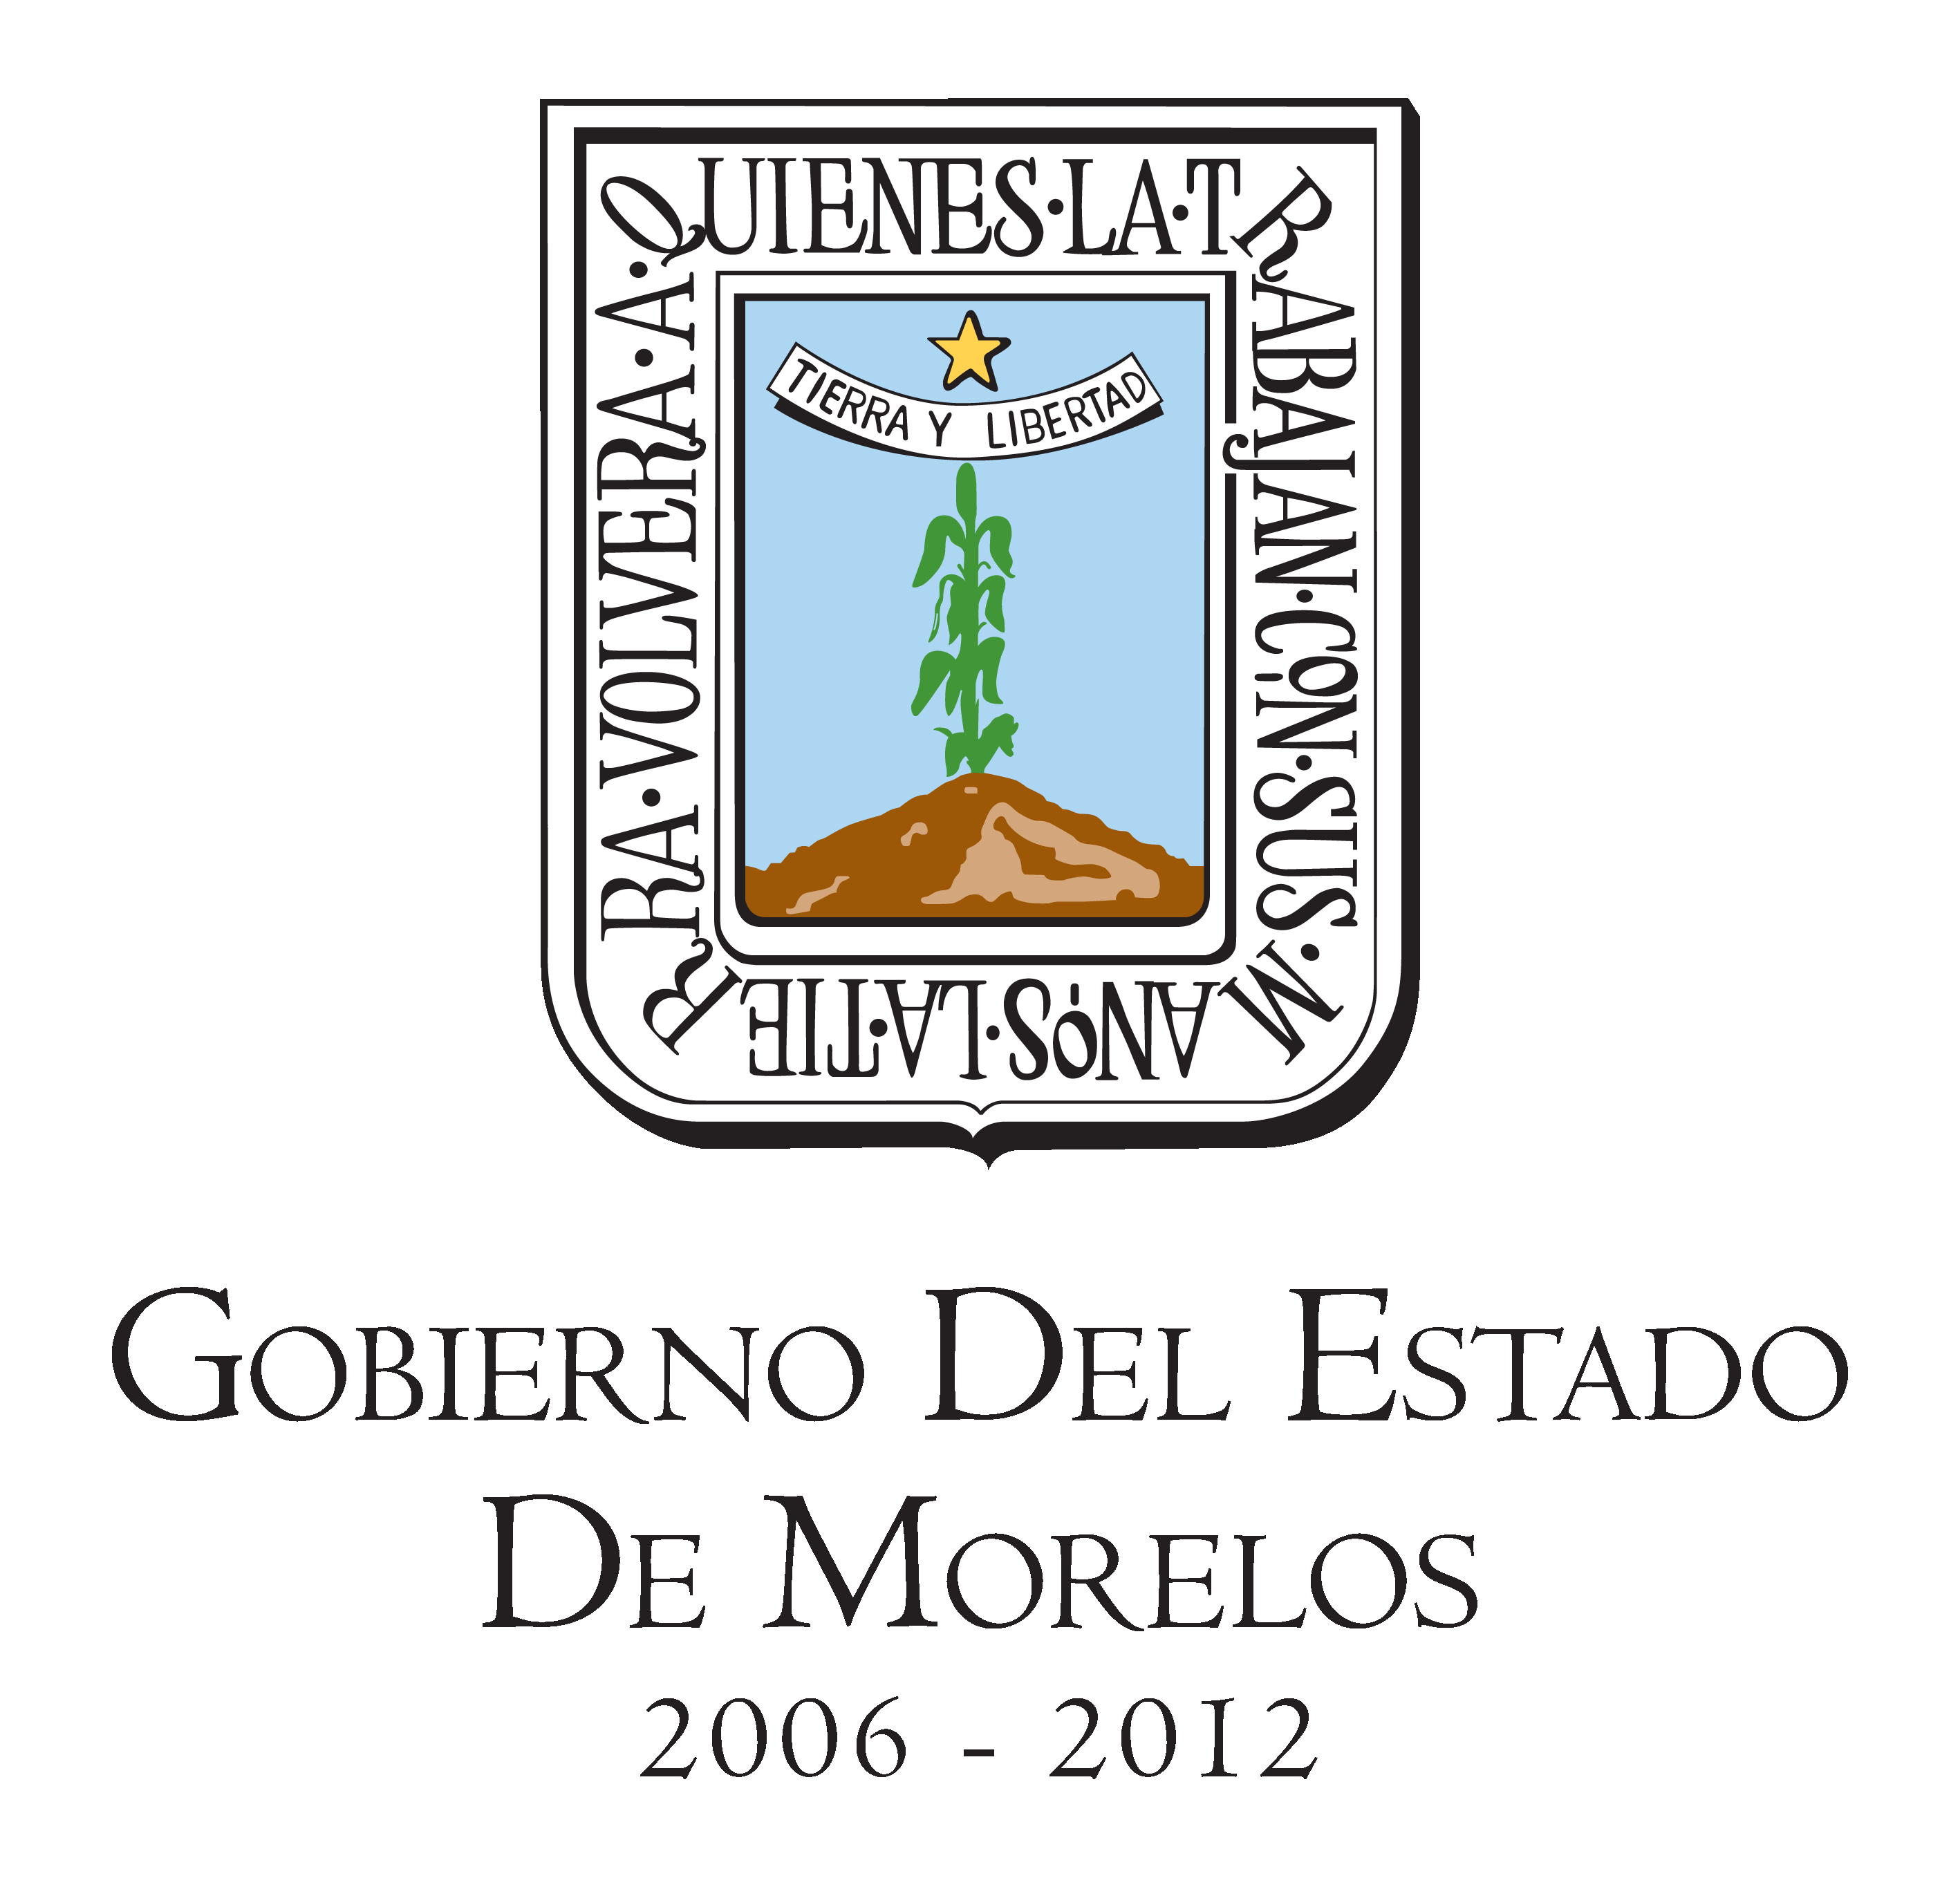 LA·TIERRA·VOLVERA·A·QUIENES·LA·TRABAJAN·CON·SUS·MANOS
TIERRA Y LIBERTAD
GOBIERNO DEL ESTADO
DE MORELOS
2006 - 2012